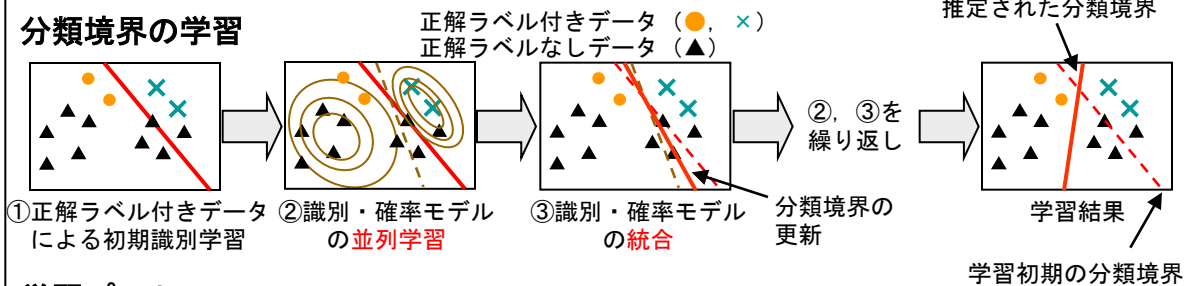 分類境界の学習
正解ラベル付きデータ（●，×）
正解ラベルなしデータ（▲）
推定された分類境界
②，③を
繰り返し
①正解ラベル付きデータ
による初期識別学習
②識別・確率モデル
の並列学習
③識別・確率モデル
の統合
分類境界の
更新
学習結果
学習初期の分類境界